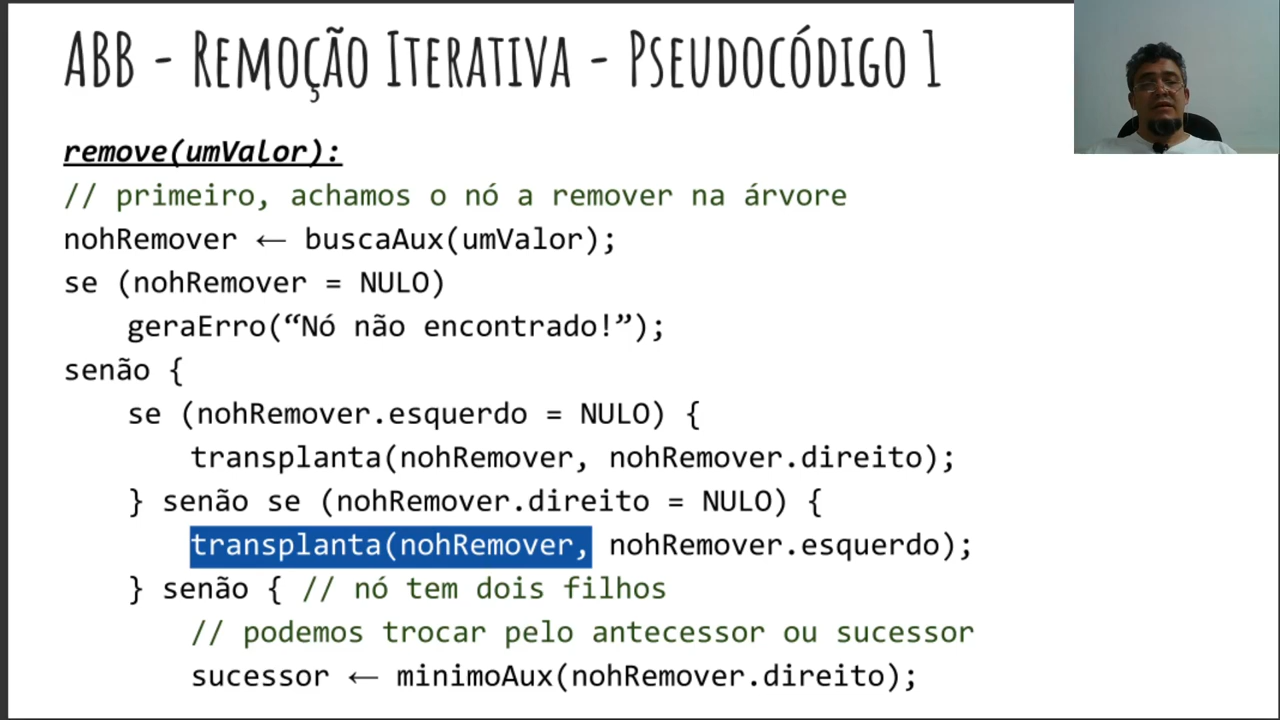 ABB - Remoção Iterativa - Pseudocódigo 1
remove(umValor):
// primeiro, achamos o nó a remover na árvore
nohRemover ← buscaAux(umValor);
se (nohRemover = NULO)
geraErro(“Nó não encontrado!”);
senão {
se (nohRemover.esquerdo = NULO) {
transplanta(nohRemover, nohRemover.direito);
} senão se (nohRemover.direito = NULO) {
transplanta(nohRemover, nohRemover.esquerdo);
} senão { // nó tem dois filhos
// podemos trocar pelo antecessor ou sucessor
sucessor ← minimoAux(nohRemover.direito);